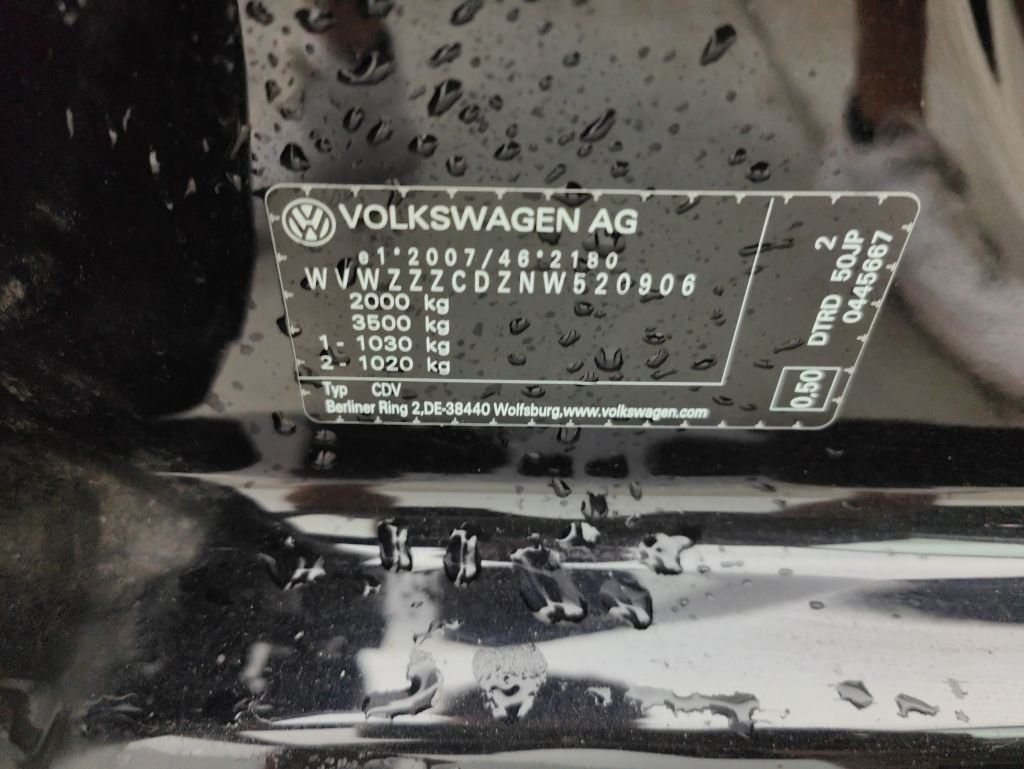 VOLKSWAGEN AG
e1*2007/46*2180
WVWZZZCDZNW520906
2000 kg
3500 kg
1 - 1030 kg
2 - 1020 kg
Typ CDV
Berliner Ring 2,DE-38440 Wolfsburg,www.volkswagen.com
2
DTRD 50JP
0445667
0,50